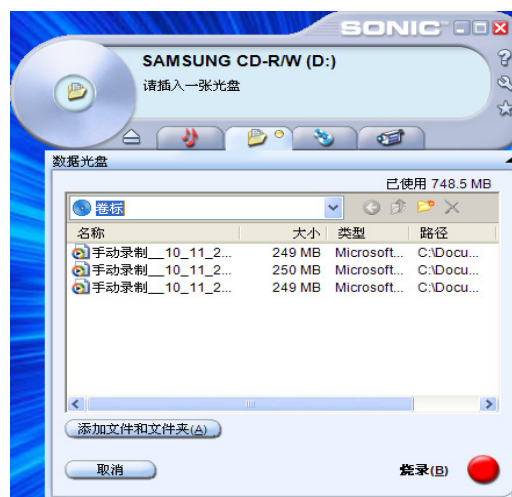 SONIC
SAMSUNG CD-R/W (D:)
请插入一张光盘
数据光盘
已使用 748.5 MB
卷标
名称 大小 类型 路径
手动录制__10_11_2... 249 MB Microsoft... C:\Docu...
手动录制__10_11_2... 250 MB Microsoft... C:\Docu...
手动录制__10_11_2... 249 MB Microsoft... C:\Docu...
添加文件和文件夹(A)
取消 烧录(B)